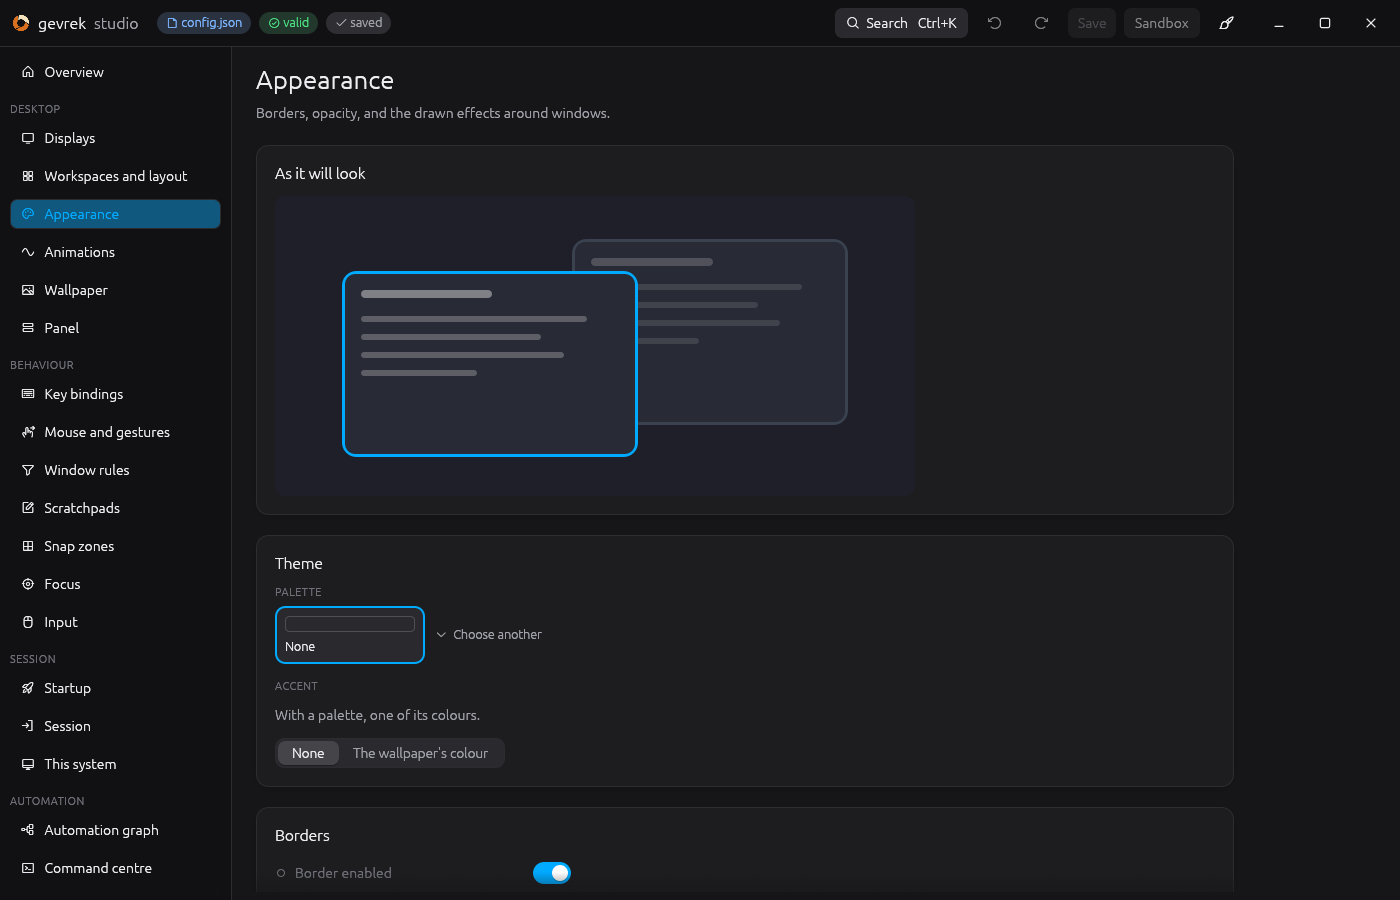 gevrek studio
config.json
valid
saved
Search Ctrl+K
Save
Sandbox
Overview
DESKTOP
Displays
Workspaces and layout
Appearance
Animations
Wallpaper
Panel
BEHAVIOUR
Key bindings
Mouse and gestures
Window rules
Scratchpads
Snap zones
Focus
Input
SESSION
Startup
Session
This system
AUTOMATION
Automation graph
Command centre
Appearance
Borders, opacity, and the drawn effects around windows.
As it will look
Theme
PALETTE
None
Choose another
ACCENT
With a palette, one of its colours.
None
The wallpaper's colour
Borders
Border enabled